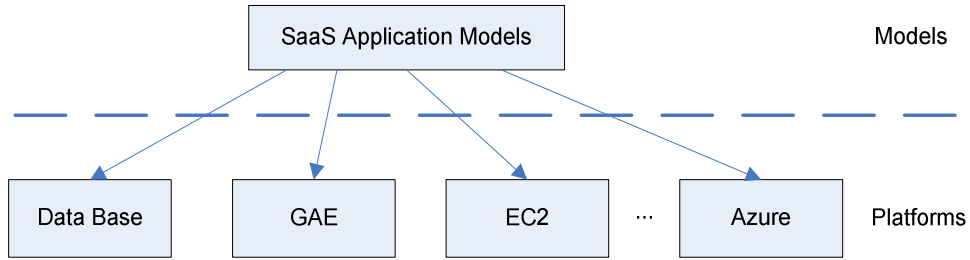 SaaS Application Models
Models
Data Base
GAE
EC2
...
Azure
Platforms